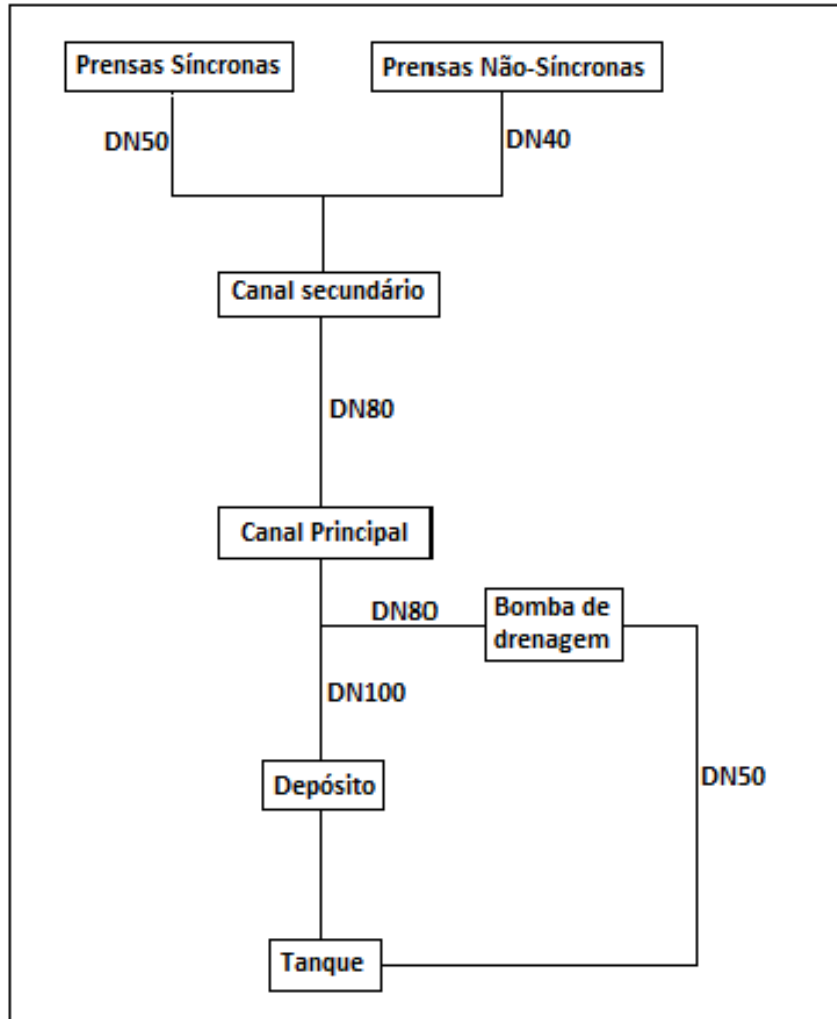 Prensas Síncronas
Prensas Não-Síncronas
DN50
DN40
Canal secundário
DN80
Canal Principal
DN80
Bomba de
drenagem
DN100
DN50
Depósito
Tanque